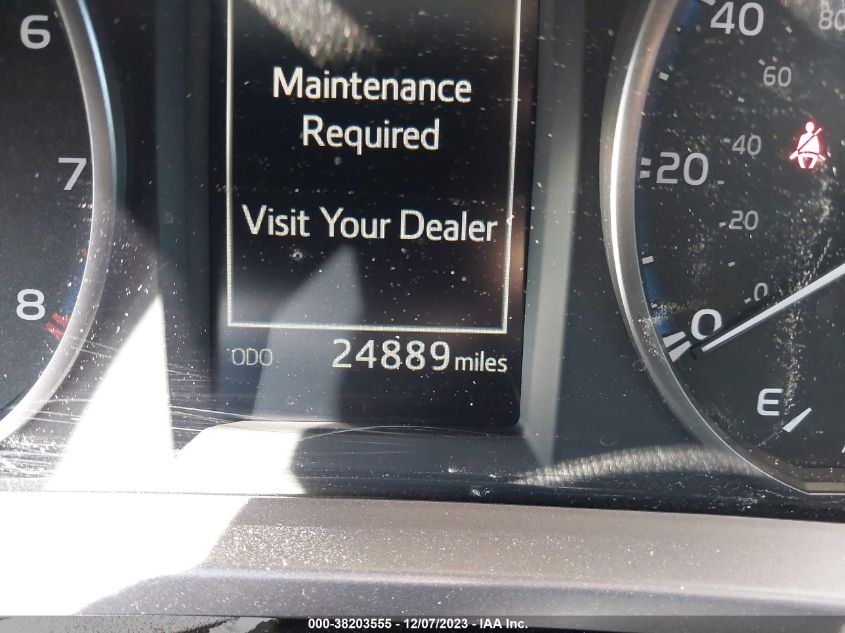 6
7
8
Maintenance
Required
Visit Your Dealer
ODO 24889 miles
40
80
60
20
40
20
0
0
E
000-38203555 - 12/07/2023 - IAA Inc.